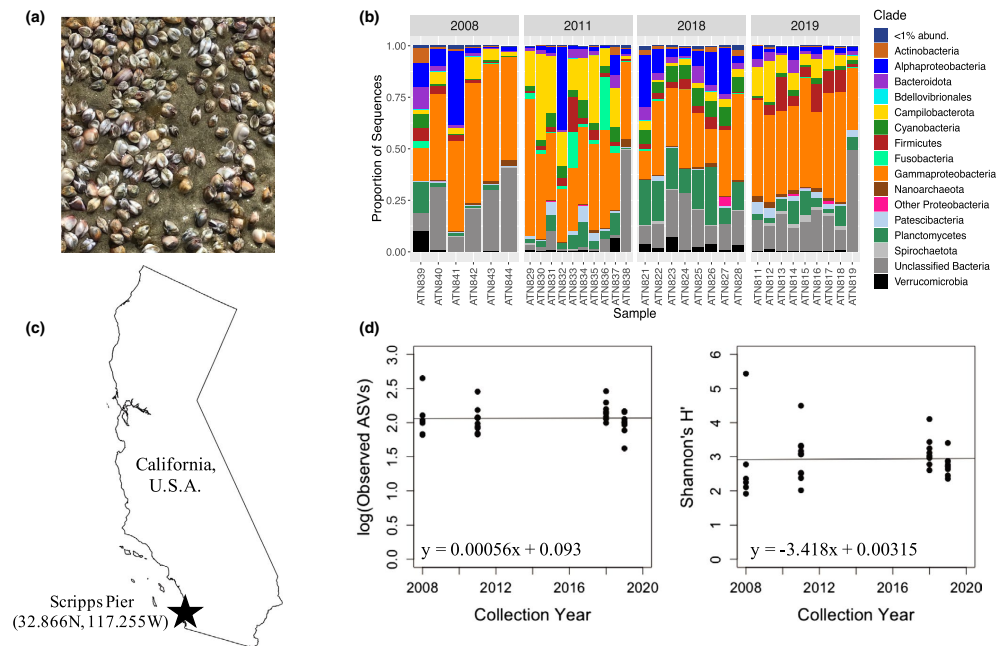 (a)
(b)
2008
2011
2018
2019
1.00
0.75
0.50
0.25
0.00
Proportion of Sequences
ATN839
ATN840
ATN841
ATN842
ATN843
ATN844
ATN829
ATN830
ATN831
ATN832
ATN833
ATN834
ATN835
ATN836
ATN837
ATN838
ATN821
ATN822
ATN823
ATN824
ATN825
ATN826
ATN827
ATN828
ATN811
ATN812
ATN813
ATN814
ATN815
ATN816
ATN817
ATN818
ATN819
Sample
Clade
<1% abund.
Actinobacteria
Alphaproteobacteria
Bacteroidota
Bdellovibrionales
Campilobacterota
Cyanobacteria
Firmicutes
Fusobacteria
Gammaproteobacteria
Nanoarchaeota
Other Proteobacteria
Patescibacteria
Planctomycetes
Spirochaetota
Unclassified Bacteria
Verrucomicrobia
(c)
California,
U.S.A.
Scripps Pier
(32.866N, 117.255W)
(d)
log(Observed ASVs)
3.0
2.5
2.0
1.5
1.0
0.5
0.0
y = 0.00056x + 0.093
2008
2012
2016
2020
Collection Year
Shannon's H'
6
5
4
3
2
1
0
y = -3.418x + 0.00315
2008
2012
2016
2020
Collection Year